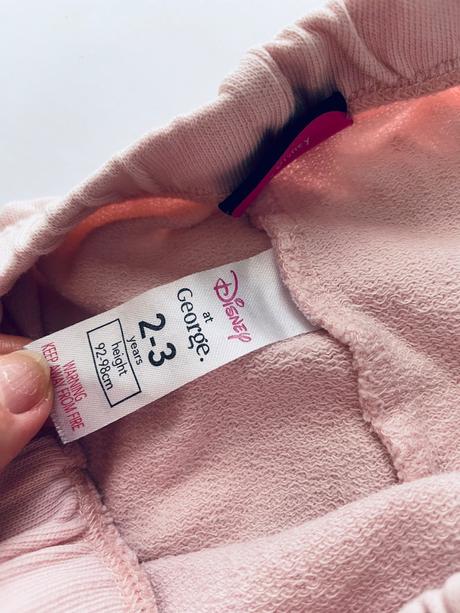 Disney
at
George.
2-3
years
height
92-98cm
WARNING
KEEP AWAY FROM FIRE